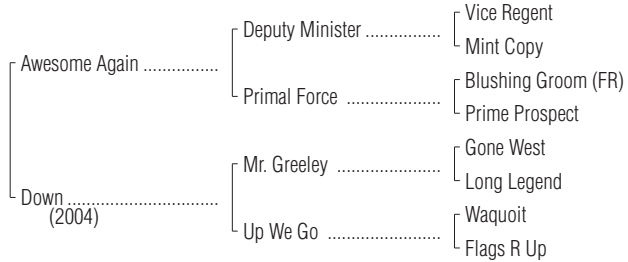 Vice Regent
Deputy Minister ................
Mint Copy
Awesome Again ...............
Blushing Groom (FR)
Primal Force ....................
Prime Prospect
Gone West
Mr. Greeley ......................
Long Legend
Down ..............................
(2004)
Waquoit
Up We Go ........................
Flags R Up